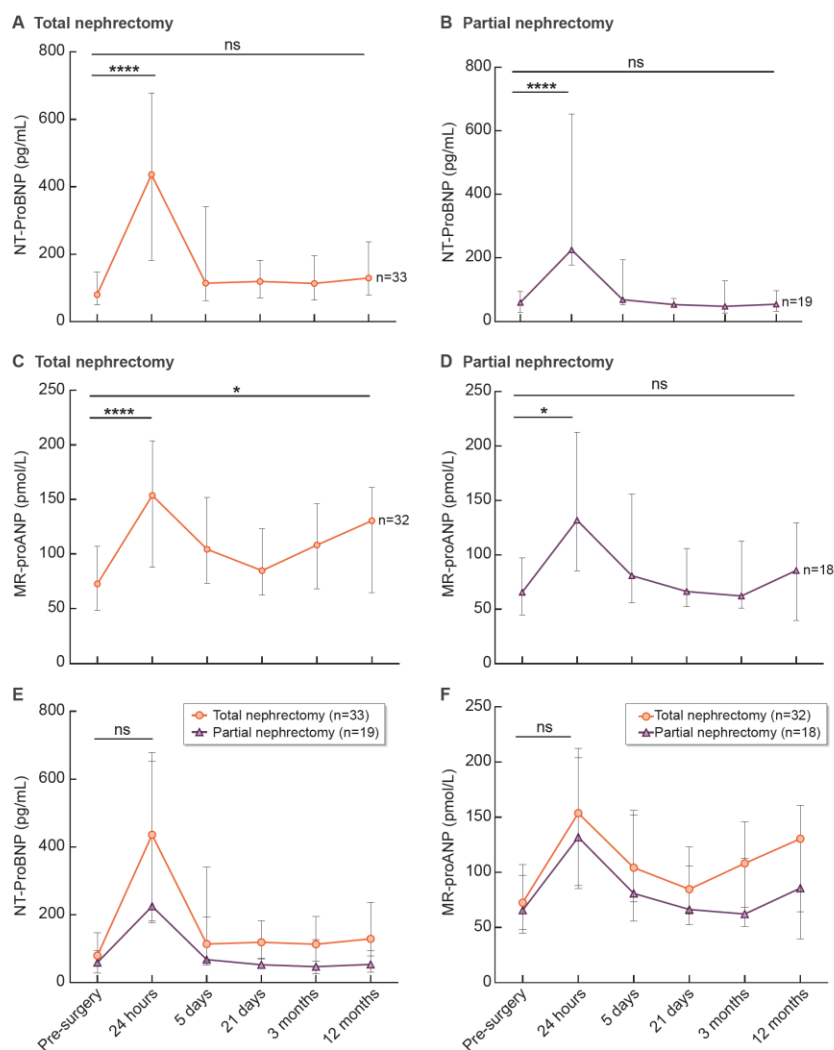 A Total nephrectomy
ns
****
800
600
400
200
0
NT-ProBNP (pg/mL)
n=33
B Partial nephrectomy
ns
****
800
600
400
200
0
NT-ProBNP (pg/mL)
n=19
C Total nephrectomy
*
****
250
200
150
100
50
0
MR-proANP (pmol/L)
n=32
D Partial nephrectomy
ns
*
250
200
150
100
50
0
MR-proANP (pmol/L)
n=18
E
800
600
400
200
0
NT-ProBNP (pg/mL)
ns
Total nephrectomy (n=33)
Partial nephrectomy (n=19)
Pre-surgery
24 hours
5 days
21 days
3 months
12 months
F
250
200
150
100
50
0
MR-proANP (pmol/L)
ns
Total nephrectomy (n=32)
Partial nephrectomy (n=18)
Pre-surgery
24 hours
5 days
21 days
3 months
12 months